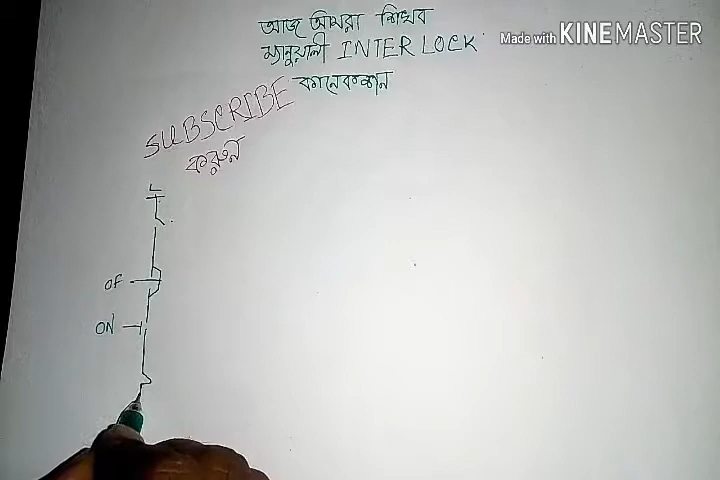 আজ আমরা শিখব
ম্যানুয়ালী INTER LOCK
কানেকশান
SUBSCRIBE
করুন
L
OF
ON
Made with KINEMASTER